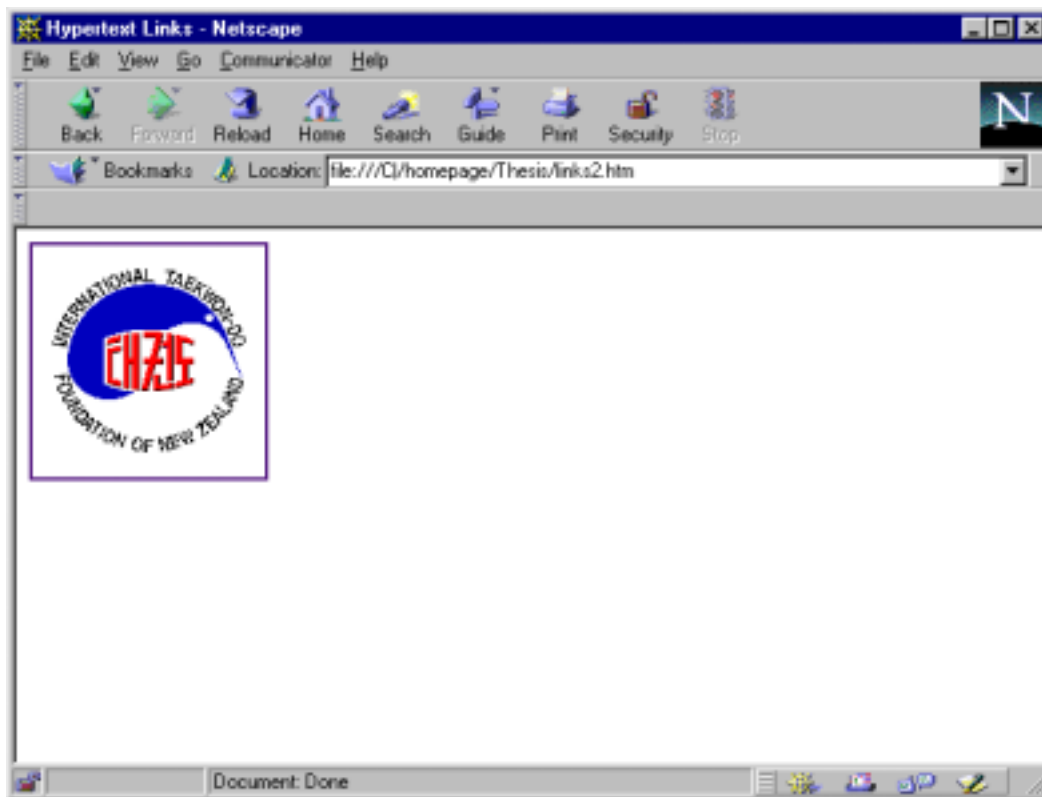 Hypertext Links - Netscape
File Edit View Go Communicator Help
Back Forward Reload Home Search Guide Print Security Stop
N
Bookmarks Location: file:///C|/homepage/Thesis/links2.htm
INTERNATIONAL TAEKWON-DO
FOUNDATION OF NEW ZEALAND
Document: Done